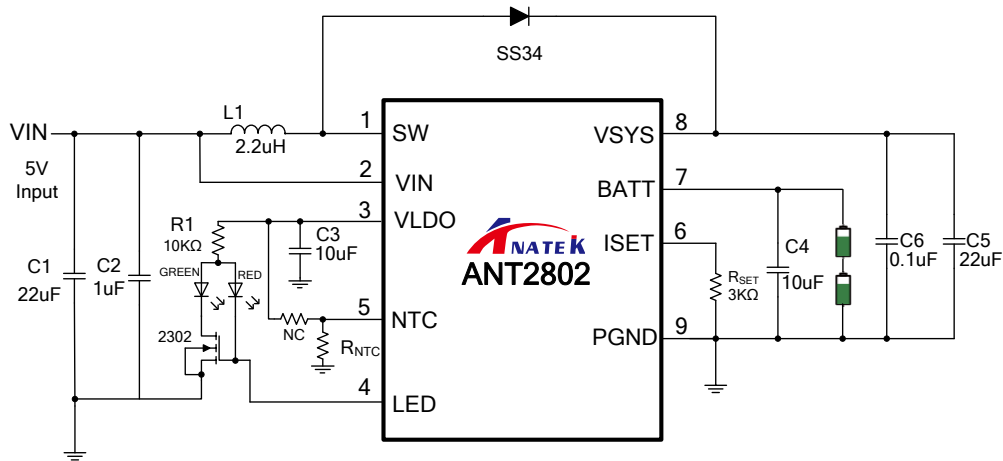 SS34
L1
2.2uH
VIN
5V
Input
1
SW
2
VIN
3
VLDO
5
NTC
4
LED
8
VSYS
7
BATT
6
ISET
9
PGND
ANATEK
ANT2802
R1
10KΩ
GREEN
RED
C3
10uF
NC
RNTC
2302
C1
22uF
C2
1uF
RSET
3KΩ
C4
10uF
C6
0.1uF
C5
22uF